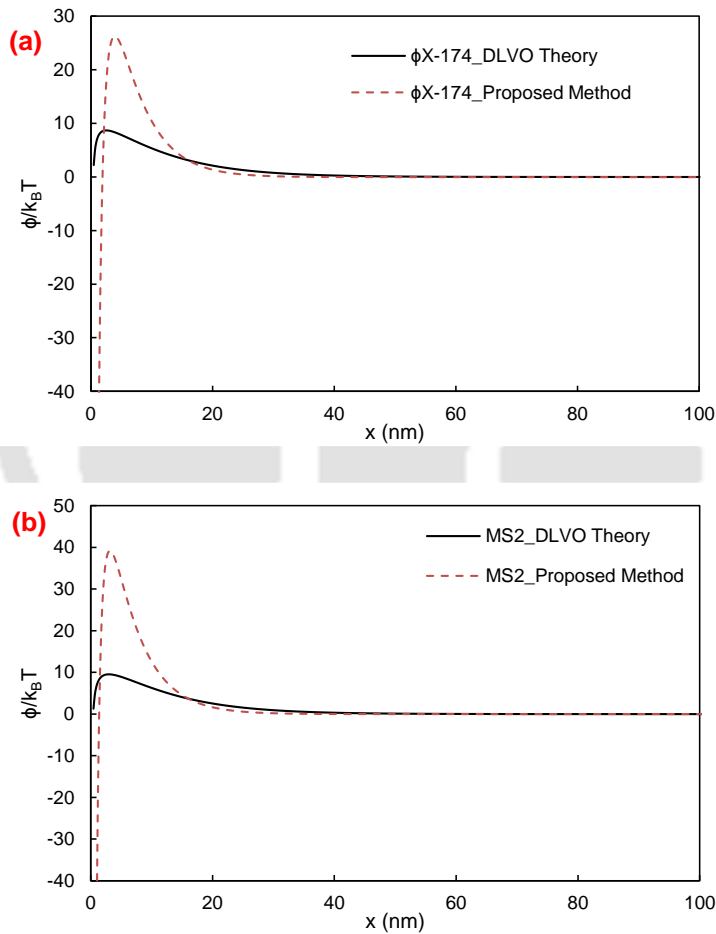 (a)
30
20
10
0
-10
-20
-30
-40
ϕ/kBT
ϕX-174_DLVO Theory
ϕX-174_Proposed Method
0 20 40 60 80 100
x (nm)
(b)
50
40
30
20
10
0
-10
-20
-30
-40
ϕ/kBT
MS2_DLVO Theory
MS2_Proposed Method
0 20 40 60 80 100
x (nm)